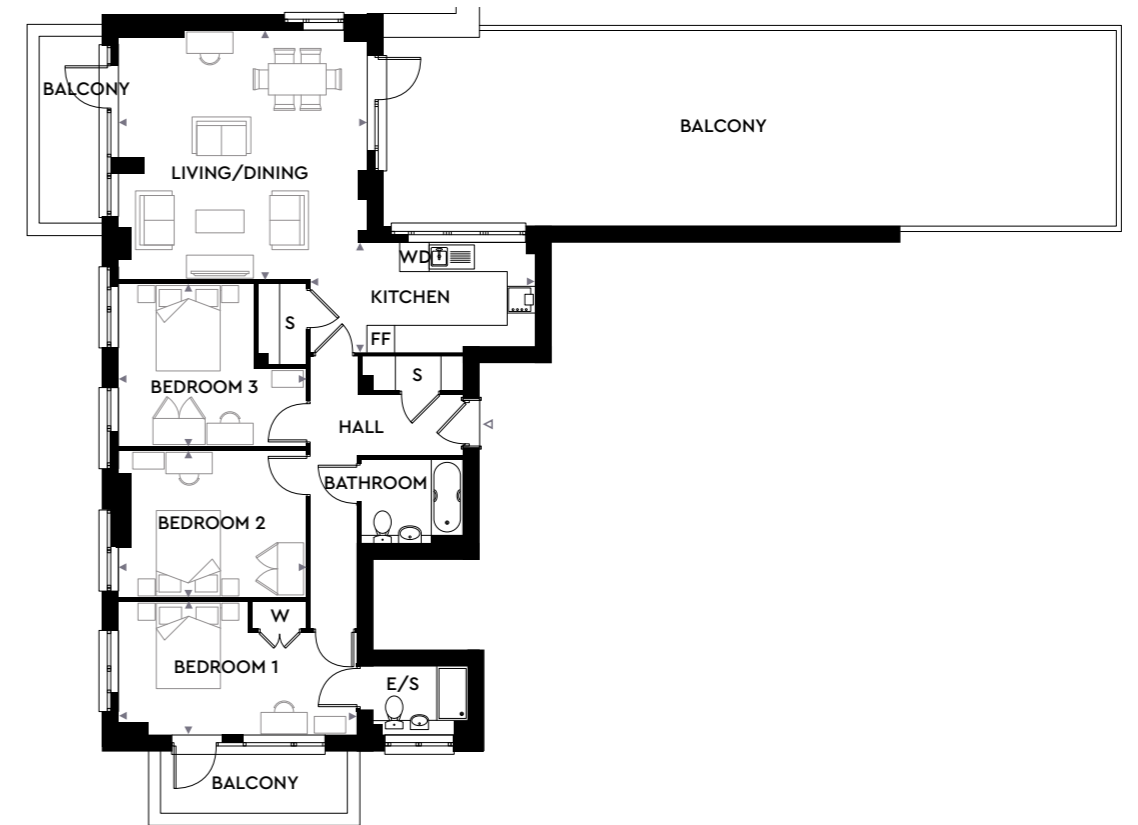 BALCONY
BALCONY
LIVING/DINING
WD
KITCHEN
S
FF
S
BEDROOM 3
HALL
BATHROOM
BEDROOM 2
W
BEDROOM 1
E/S
BALCONY